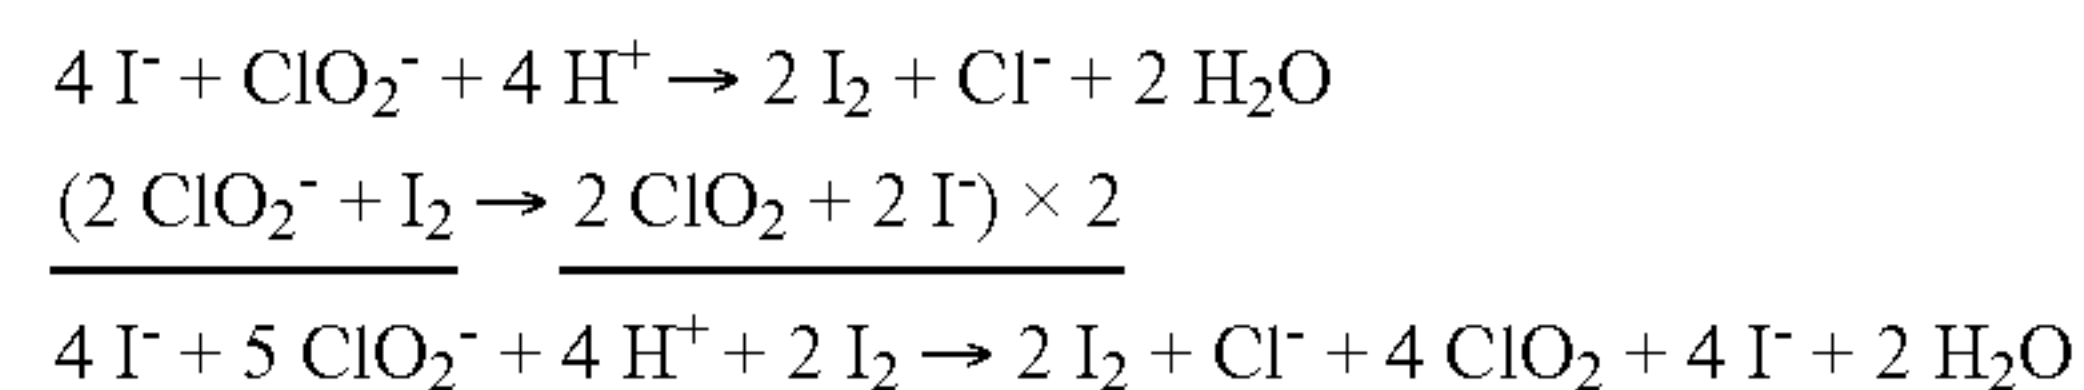 4 I⁻ + ClO₂⁻ + 4 H⁺ → 2 I₂ + Cl⁻ + 2 H₂O
(2 ClO₂⁻ + I₂ → 2 ClO₂ + 2 I⁻) × 2
4 I⁻ + 5 ClO₂⁻ + 4 H⁺ + 2 I₂ → 2 I₂ + Cl⁻ + 4 ClO₂ + 4 I⁻ + 2 H₂O